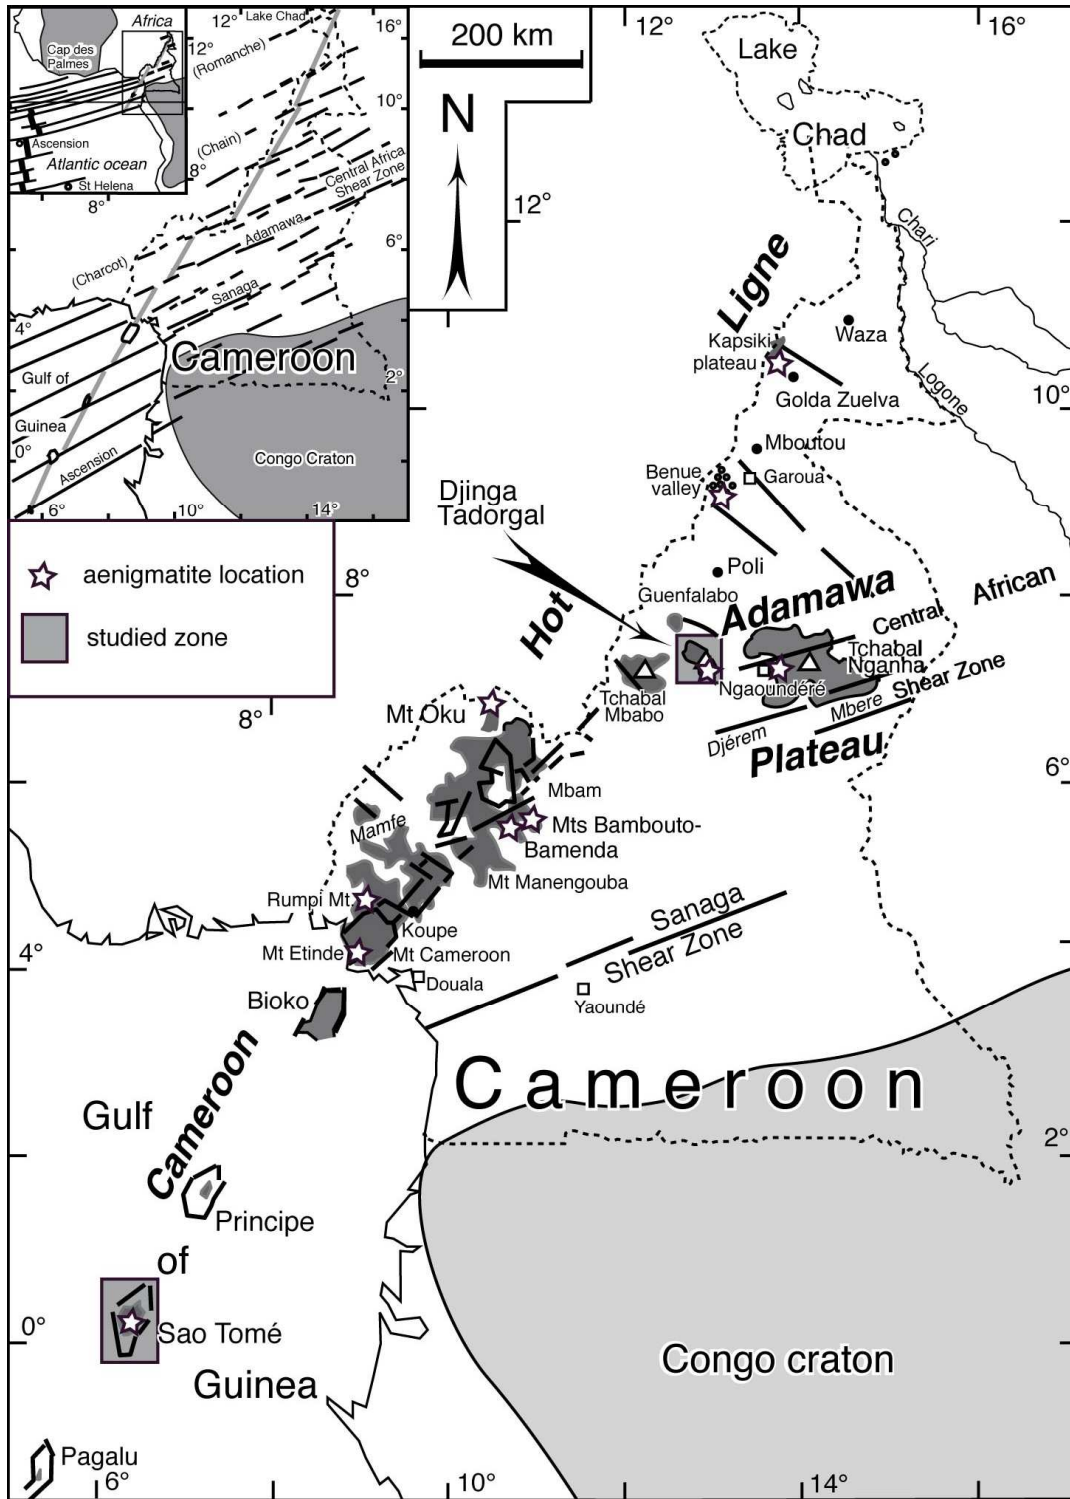 Africa
Cap des
Palmes
Ascension
Atlantic ocean
St Helena
12°
Lake Chad
16°
12°
(Romanche)
10°
(Chain)
Central Africa
Shear Zone
8°
8°
Adamawa
6°
(Charcot)
Sanaga
4°
Cameroon
2°
Gulf of
Guinea
0°
Ascension
Congo Craton
6°
10°
14°
200 km
N
12°
16°
Lake
Chad
12°
Chari
Ligne
Waza
Kapsiki
plateau
Logone
Golda Zuelva
10°
Mboutou
Benue
valley
Garoua
Djinga
Tadorgal
aenigmatite location
studied zone
8°
Poli
Guenfalabo
Adamawa
Central
African
Hot
Tchabal
Nganha
Shear Zone
Ngaoundéré
Tchabal
Mbabo
Mbere
Djérem
Plateau
8°
Mt Oku
6°
Mbam
Mamfe
Mts Bambouto-
Bamenda
Mt Manengouba
Rumpi Mt
Koupe
Mt Etinde
Mt Cameroon
4°
Douala
Sanaga
Shear Zone
Yaoundé
Bioko
Cameroon
Cameroon
Gulf
2°
Principe
of
0°
Sao Tomé
Congo craton
Guinea
Pagalu
6°
10°
14°